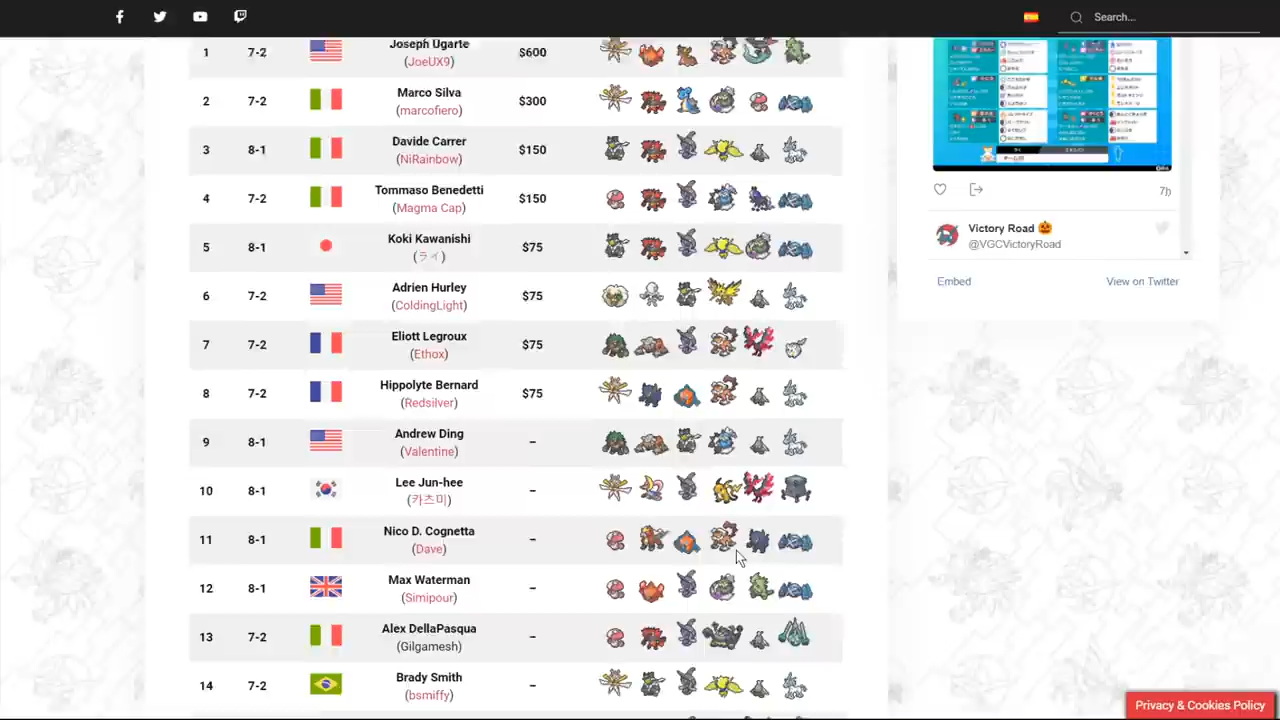 Search...
1 7-2 Joseph Ugarte $600
2 7-2 Marco Silva $300
(Marcofiero)
3 8-1 Davide Carrer $150
(Nightmbow)
4 7-2 Tommaso Benedetti $150
(Magma Cap)
5 8-1 Koki Kawanishi $75
(ライ)
6 7-2 Adrien Hurley $75
(ColdingLight)
7 7-2 Eliott Legroux $75
(Ethox)
8 7-2 Hippolyte Bernard $75
(Redsilver)
9 8-1 Andrew Ding –
(Valentine)
10 8-1 Lee Jun-hee –
(카츠미)
11 8-1 Nico D. Cognetta –
(Dave)
12 8-1 Max Waterman –
(Simipour)
13 7-2 Alex DellaPasqua –
(Gilgamesh)
14 7-2 Brady Smith –
(bsmiffy)
7h
Victory Road
@VGCVictoryRoad
Embed
View on Twitter
Privacy & Cookies Policy